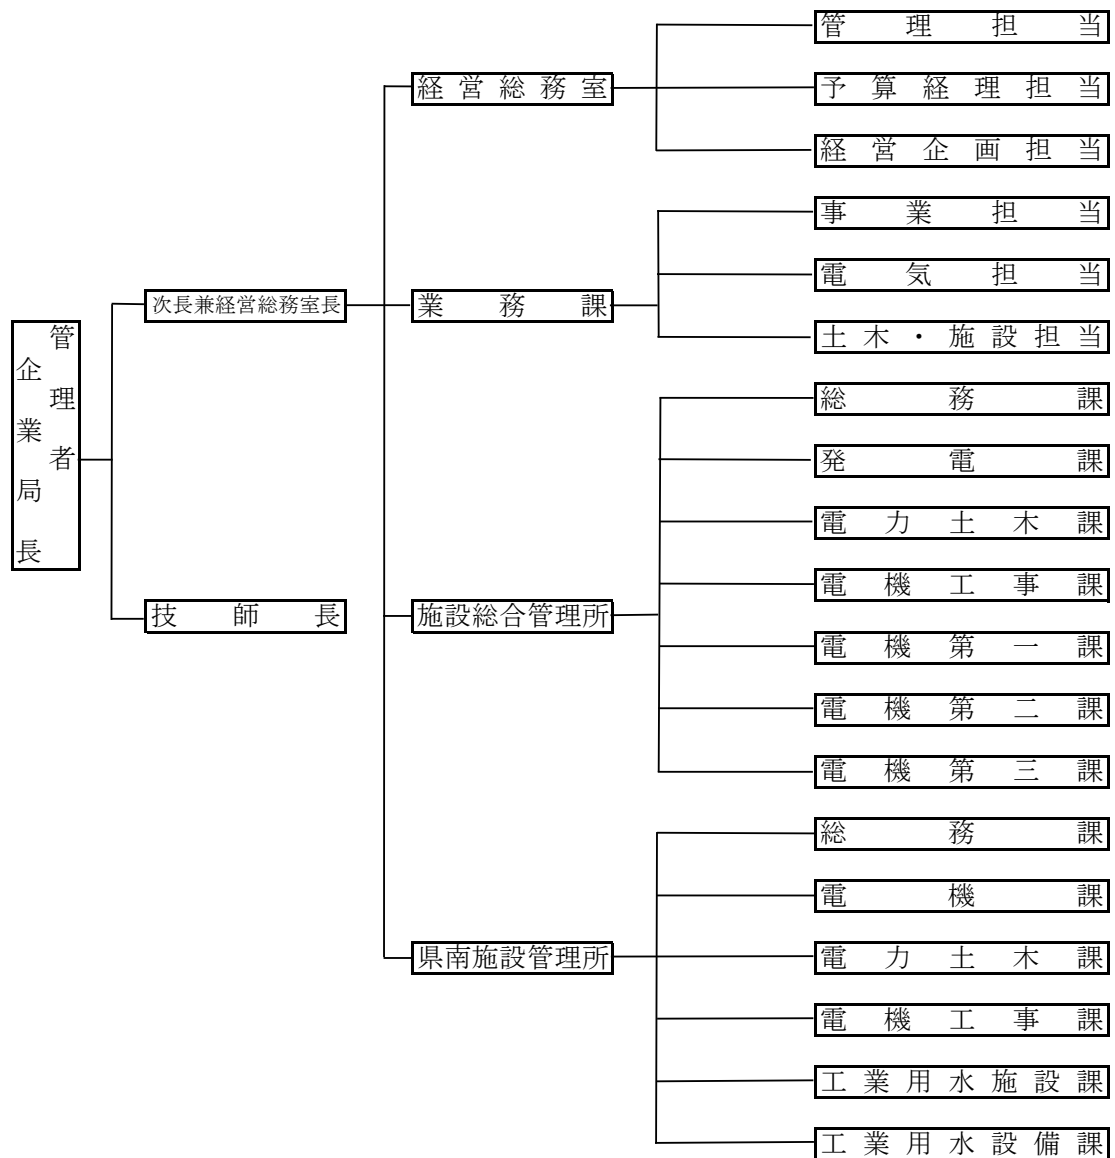 管理者
企業局長
次長兼経営総務室長
技師長
経営総務室
業務課
施設総合管理所
県南施設管理所
管理担当
予算経理担当
経営企画担当
事業担当
電気担当
土木・施設担当
総務課
発電課
電力土木課
電機工事課
電機第一課
電機第二課
電機第三課
総務課
電機課
電力土木課
電機工事課
工業用水施設課
工業用水設備課